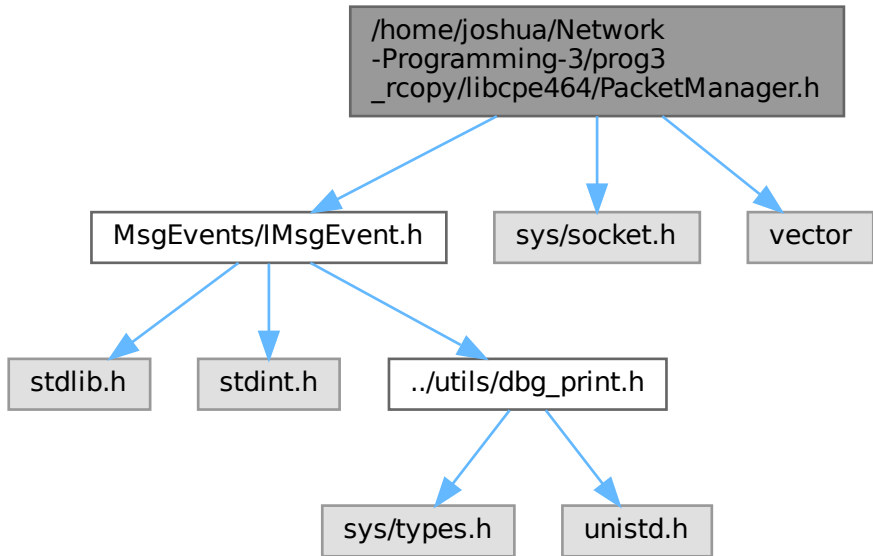 /home/joshua/Network
-Programming-3/prog3
_rcopy/libcpe464/PacketManager.h
MsgEvents/IMsgEvent.h
sys/socket.h
vector
stdlib.h
stdint.h
../utils/dbg_print.h
sys/types.h
unistd.h